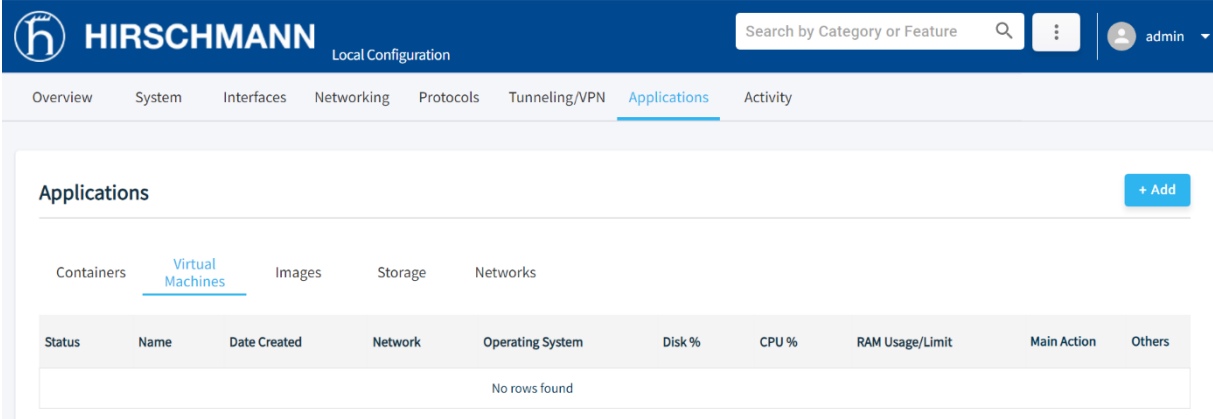 HIRSCHMANN
Local Configuration
Search by Category or Feature
admin
Overview System Interfaces Networking Protocols Tunneling/VPN Applications Activity
Applications
+ Add
Containers Virtual Machines Images Storage Networks
Status Name Date Created Network Operating System Disk % CPU % RAM Usage/Limit Main Action Others
No rows found